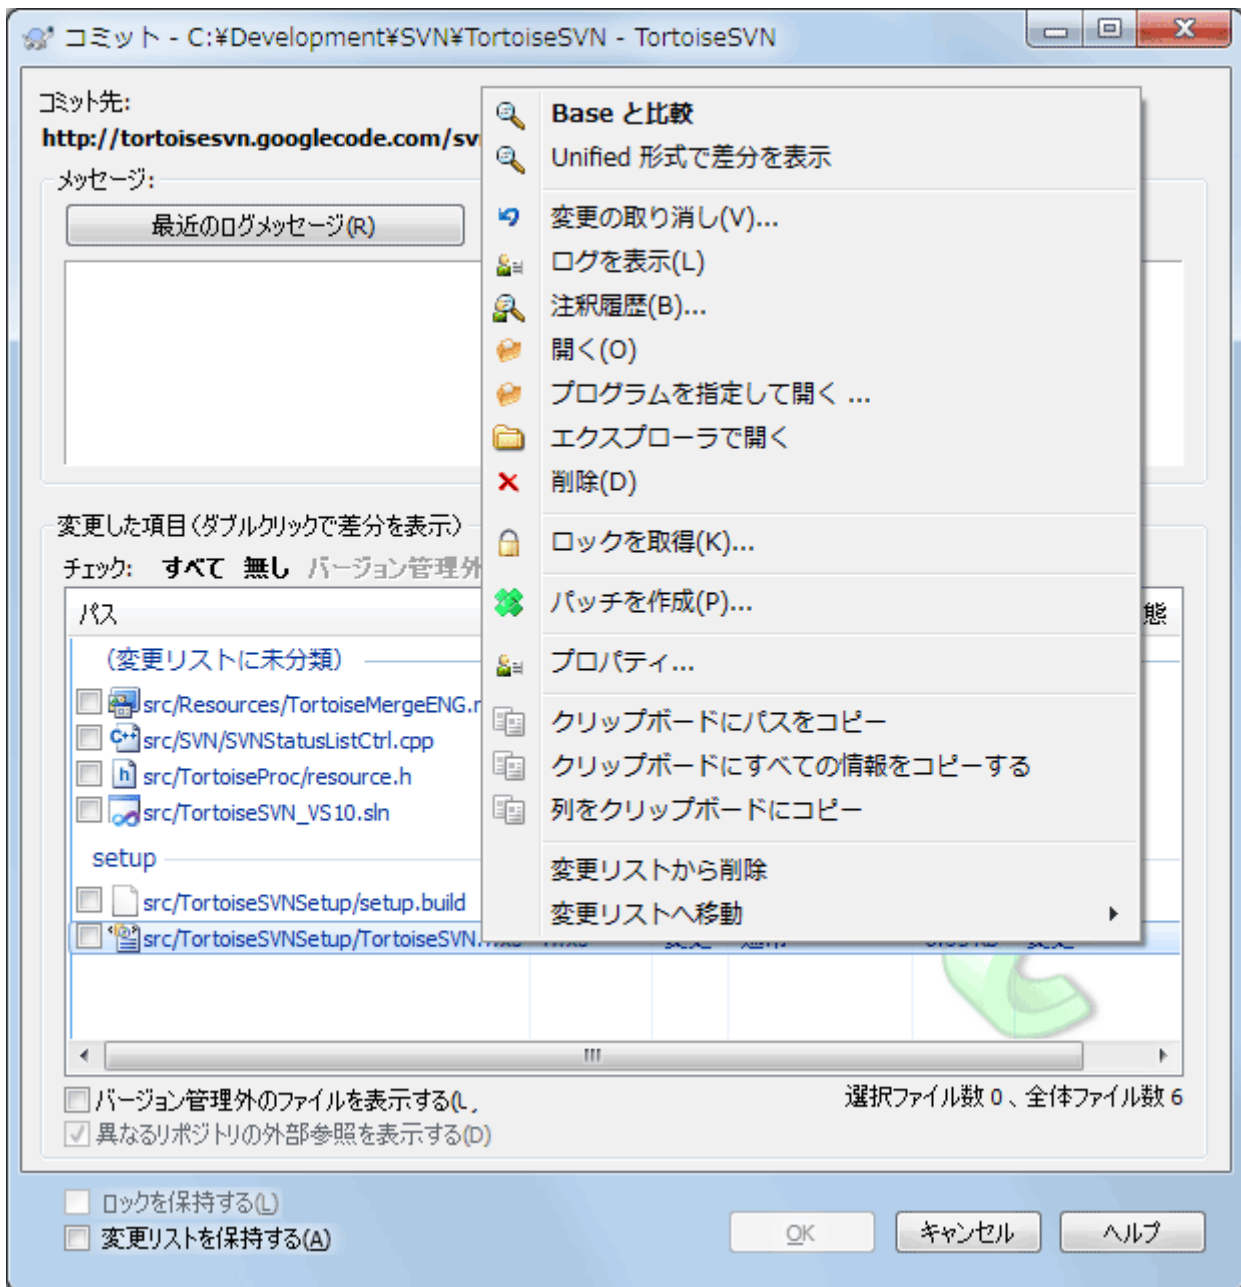 コミット - C:¥Development¥SVN¥TortoiseSVN - TortoiseSVN
コミット先:
http://tortoisesvn.googlecode.com/sv
メッセージ:
最近のログメッセージ(R)
Base と比較
Unified 形式で差分を表示
変更の取り消し(V)...
ログを表示(L)
注釈履歴(B)...
開く(O)
プログラムを指定して開く ...
エクスプローラで開く
削除(D)
ロックを取得(K)...
パッチを作成(P)...
プロパティ...
クリップボードにパスをコピー
クリップボードにすべての情報をコピーする
列をクリップボードにコピー
変更リストから削除
変更リストへ移動
変更した項目(ダブルクリックで差分を表示)
チェック: すべて 無し バージョン管理外
パス 態
(変更リストに未分類)
src/Resources/TortoiseMergeENG.r
src/SVN/SVNStatusListCtrl.cpp
src/TortoiseProc/resource.h
src/TortoiseSVN_VS10.sln
setup
src/TortoiseSVNSetup/setup.build
src/TortoiseSVNSetup/TortoiseSVN.
バージョン管理外のファイルを表示する(L
選択ファイル数 0 、全体ファイル数 6
異なるリポジトリの外部参照を表示する(D)
ロックを保持する(L)
変更リストを保持する(A)
OK キャンセル ヘルプ